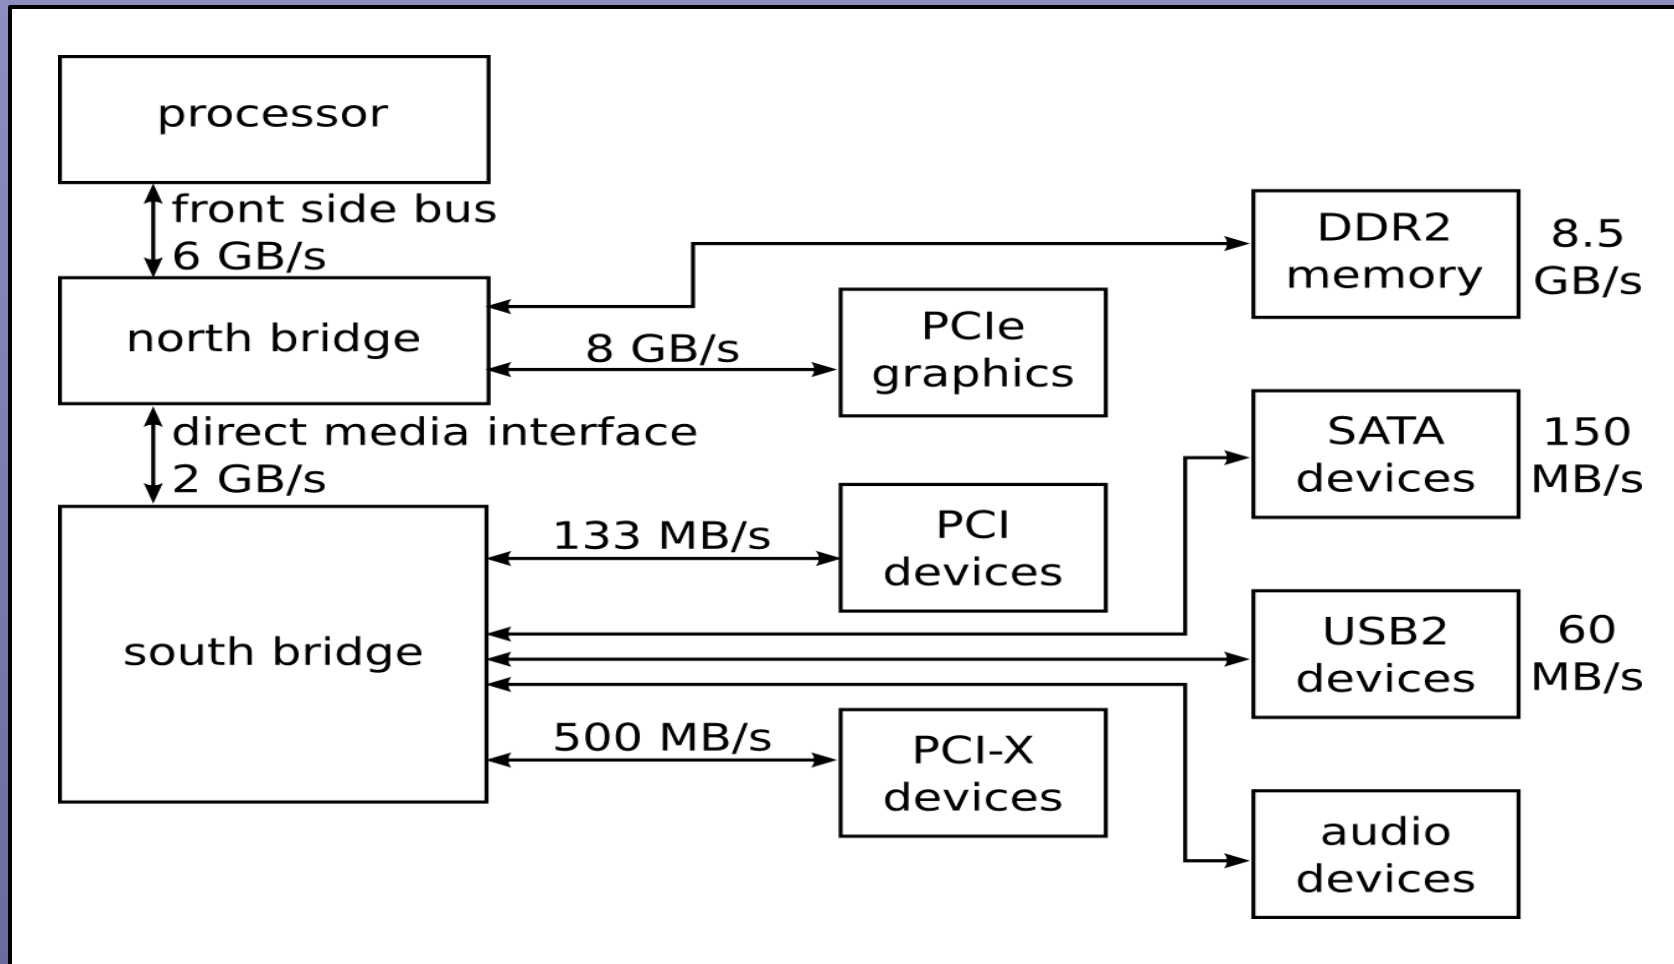 processor
front side bus
6 GB/s
north bridge
8 GB/s
DDR2
memory
8.5
GB/s
PCIe
graphics
direct media interface
2 GB/s
SATA
devices
150
MB/s
133 MB/s
PCI
devices
south bridge
USB2
devices
60
MB/s
500 MB/s
PCI-X
devices
audio
devices